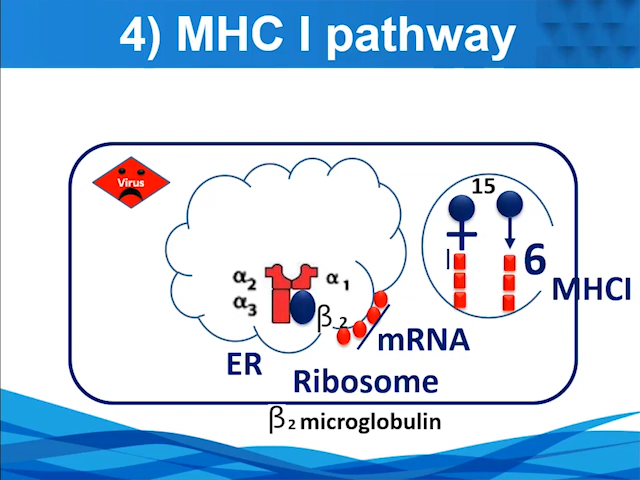 4) MHC I pathway
Virus
15
α₂
α₁
α₃
β₂
I
6
MHCI
mRNA
ER
Ribosome
β₂ microglobulin